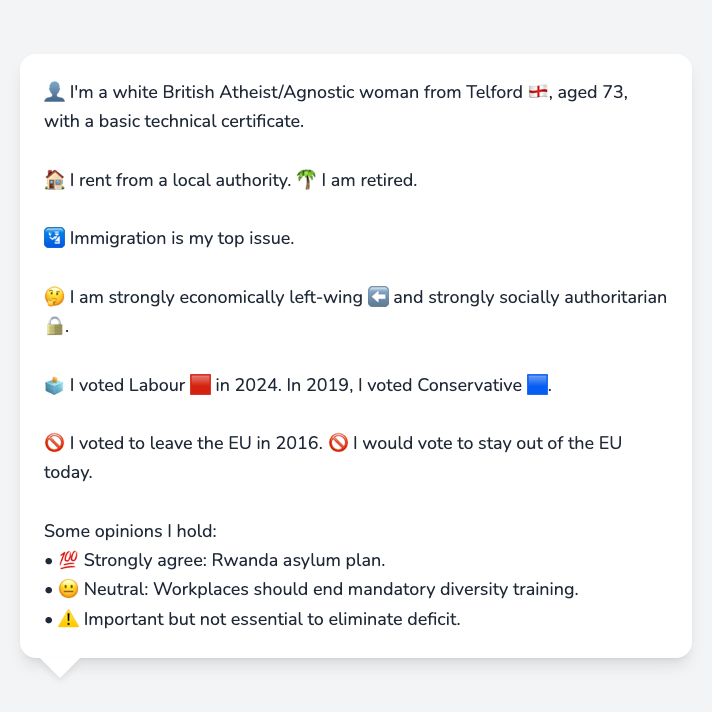 👤 I'm a white British Atheist/Agnostic woman from Telford 🏴󠁧󠁢󠁥󠁮󠁧󠁿, aged 73,
with a basic technical certificate.
🏠 I rent from a local authority. 🌴 I am retired.
🛂 Immigration is my top issue.
🤔 I am strongly economically left-wing ⬅️ and strongly socially authoritarian
🔒.
🗳️ I voted Labour 🟥 in 2024. In 2019, I voted Conservative 🟦.
🚫 I voted to leave the EU in 2016. 🚫 I would vote to stay out of the EU
today.
Some opinions I hold:
• 💯 Strongly agree: Rwanda asylum plan.
• 😐 Neutral: Workplaces should end mandatory diversity training.
• ⚠️ Important but not essential to eliminate deficit.